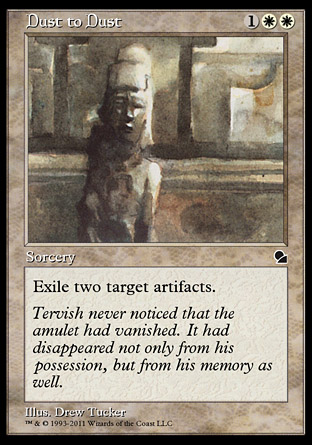 Dust to Dust 1
Sorcery
Exile two target artifacts.
Tervish never noticed that the
amulet had vanished. It had
disappeared not only from his
possession, but from his memory as
well.
Illus. Drew Tucker
™ & © 1993-2011 Wizards of the Coast LLC